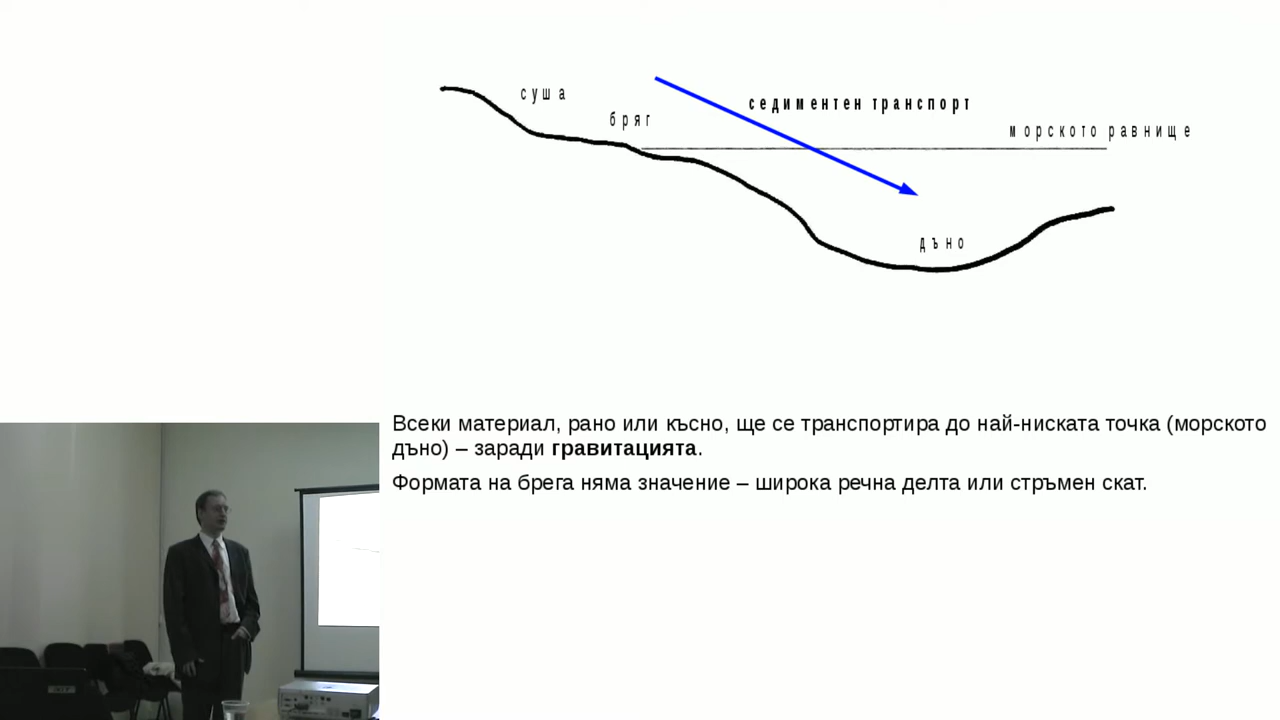 суша
седиментен транспорт
бряг
морското равнище
дъно
Всеки материал, рано или късно, ще се транспортира до най-ниската точка (морското
дъно) – заради гравитацията.
Формата на брега няма значение – широка речна делта или стръмен скат.